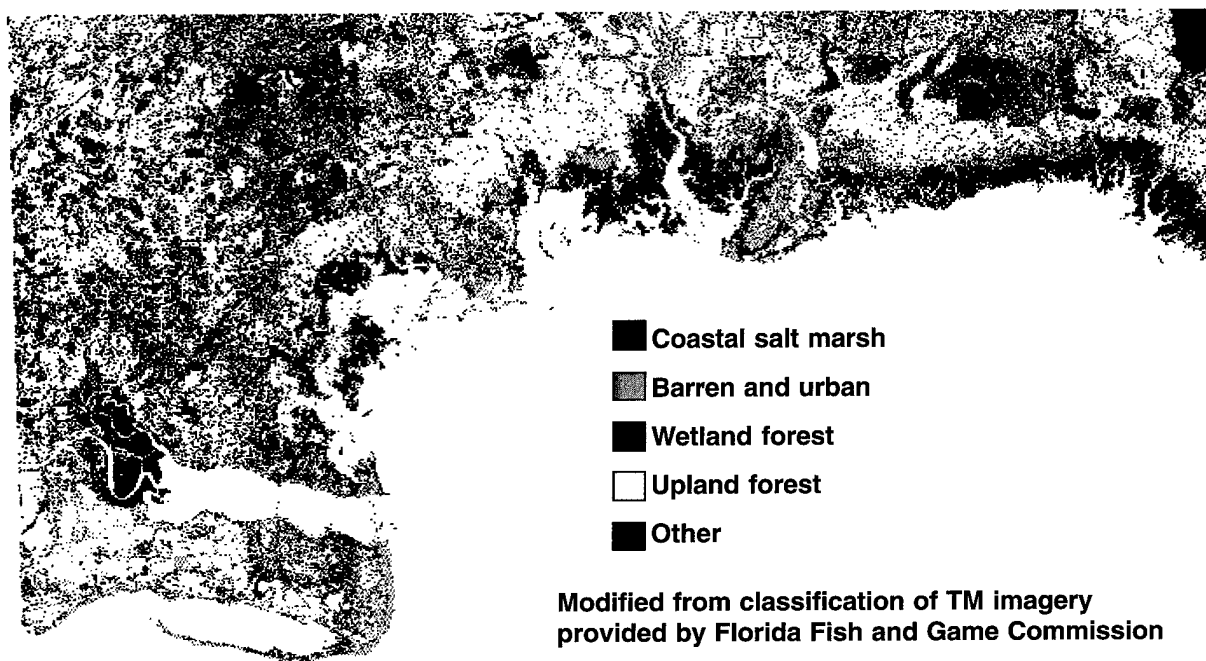 Coastal salt marsh
Barren and urban
Wetland forest
Upland forest
Other
Modified from classification of TM imagery
provided by Florida Fish and Game Commission